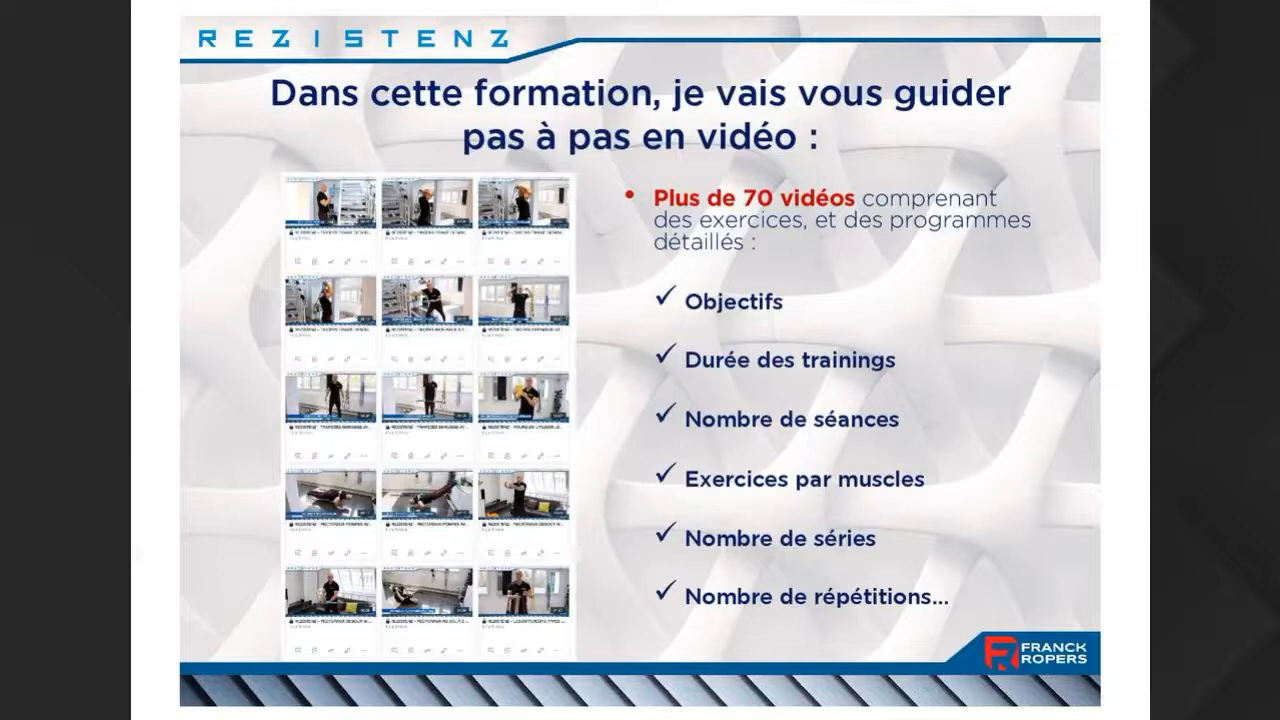 REZISTENZ
Dans cette formation, je vais vous guider
pas à pas en vidéo :
• Plus de 70 vidéos comprenant
des exercices, et des programmes
détaillés :
✓ Objectifs
✓ Durée des trainings
✓ Nombre de séances
✓ Exercices par muscles
✓ Nombre de séries
✓ Nombre de répétitions...
FRANCK
ROPERS